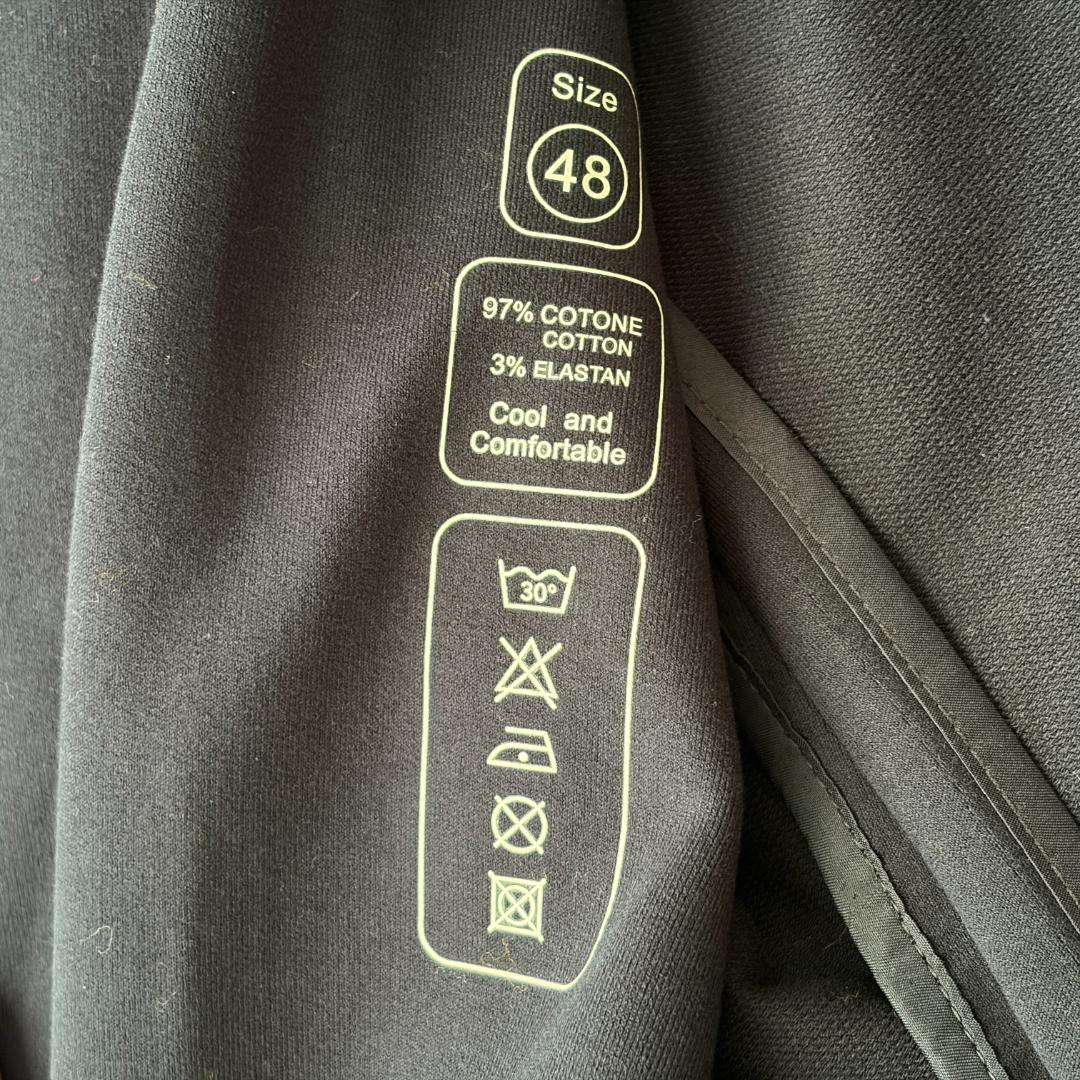 Size
48
97% COTONE
COTTON
3% ELASTAN
Cool and
Comfortable
30°